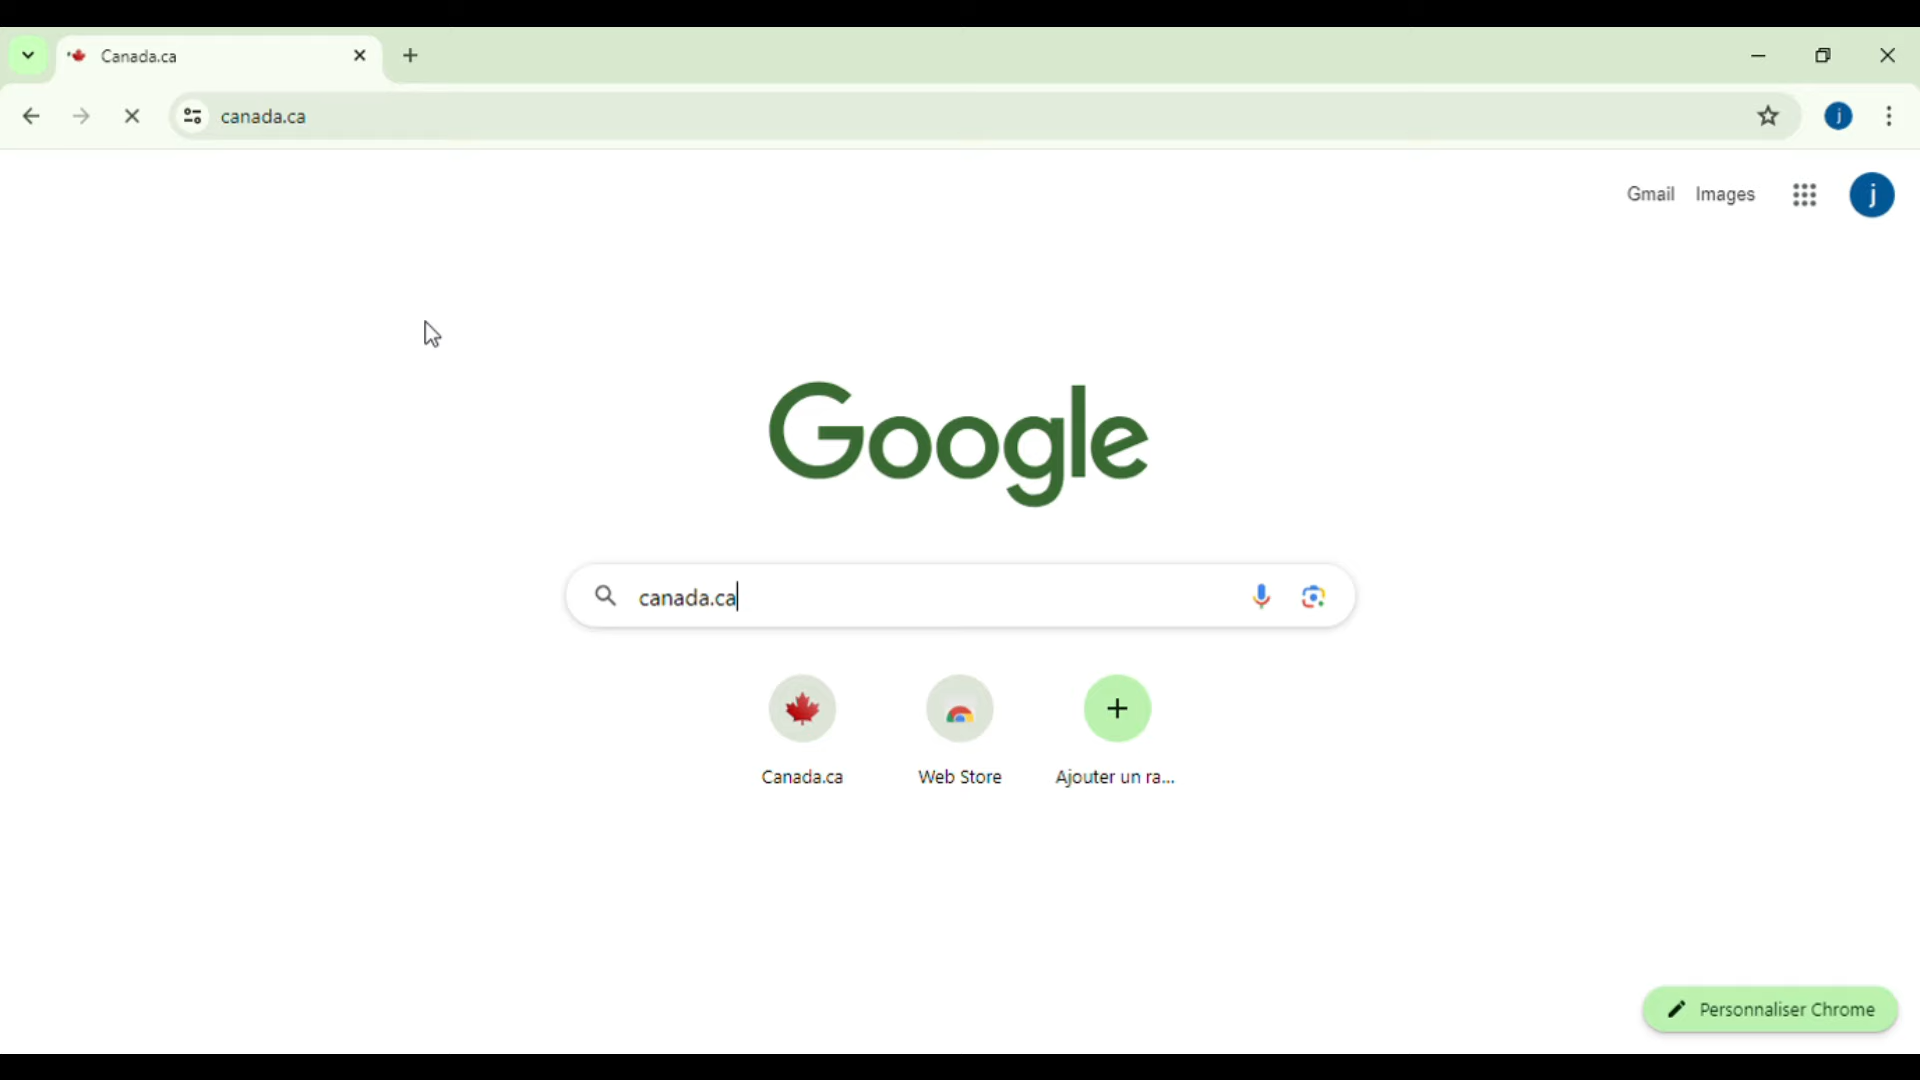 Canada.ca
canada.ca
j
Gmail Images j
Google
canada.ca
Canada.ca Web Store Ajouter un ra...
Personnaliser Chrome